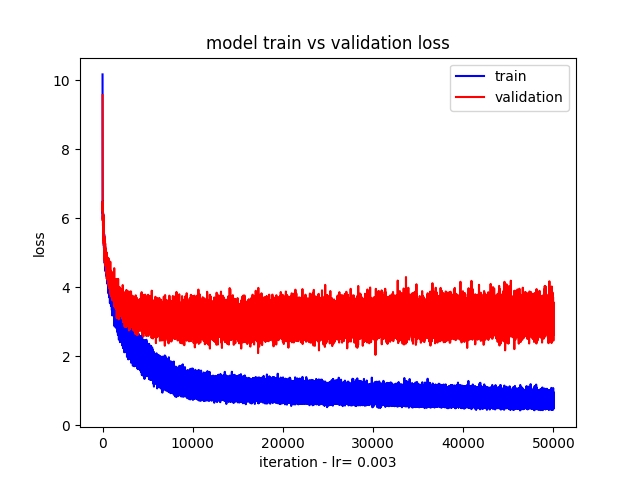 model train vs validation loss
train
validation
10
8
6
4
2
0
loss
0 10000 20000 30000 40000 50000
iteration - lr= 0.003